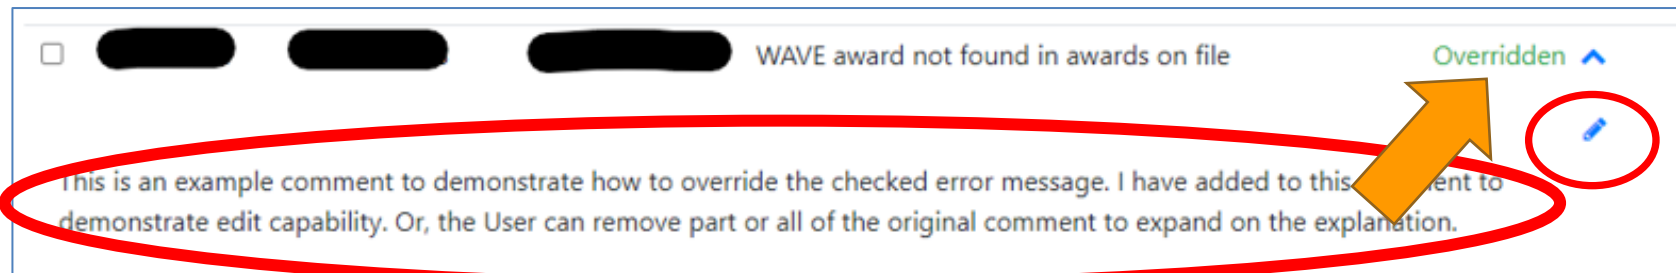 WAVE award not found in awards on file Overridden
This is an example comment to demonstrate how to override the checked error message. I have added to this to
demonstrate edit capability. Or, the User can remove part or all of the original comment to expand on the explanation.